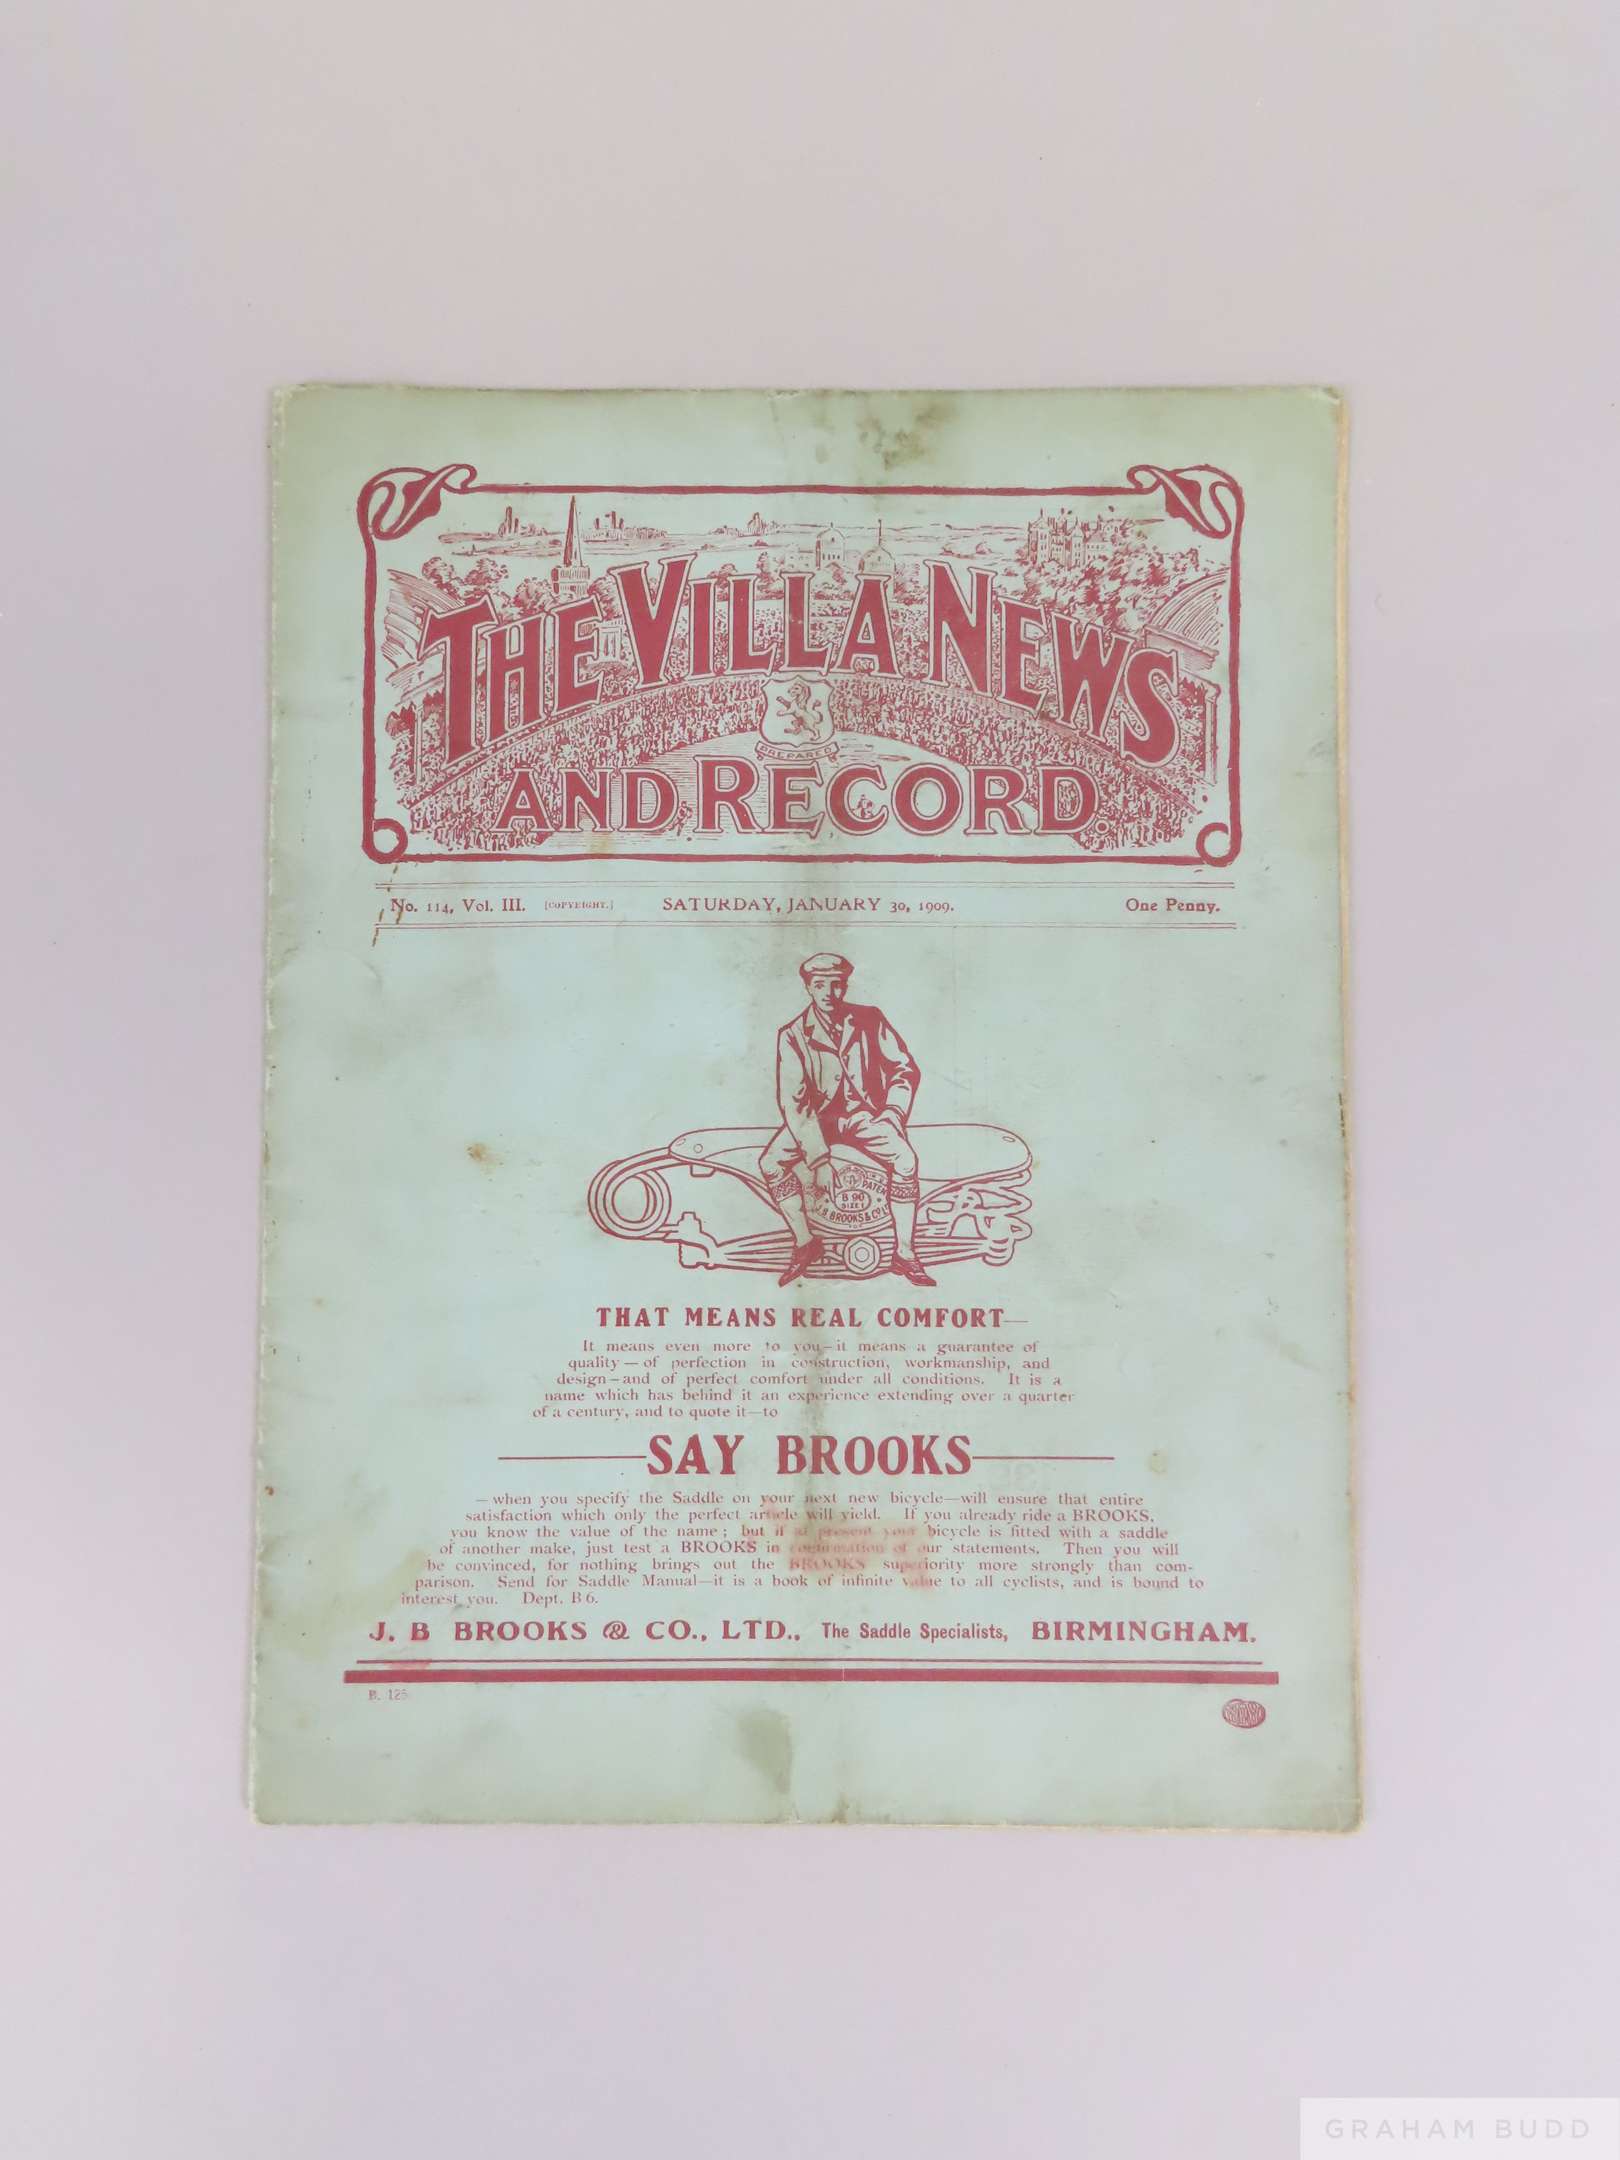 THE VILLA NEWS
PREPARED
AND RECORD
No. 114, Vol. III. [COPYRIGHT.] SATURDAY, JANUARY 30, 1909. One Penny.
PATENT
B 90
SIZE 1
J. B. BROOKS & CO LTD
THAT MEANS REAL COMFORT—
It means even more to you—it means a guarantee of
quality — of perfection in construction, workmanship, and
design—and of perfect comfort under all conditions. It is a
name which has behind it an experience extending over a quarter
of a century, and to quote it—to
SAY BROOKS
— when you specify the Saddle on your next new bicycle—will ensure that entire
satisfaction which only the perfect article will yield. If you already ride a BROOKS,
you know the value of the name; but if at present your bicycle is fitted with a saddle
of another make, just test a BROOKS in confirmation of our statements. Then you will
be convinced, for nothing brings out the BROOKS superiority more strongly than com-
parison. Send for Saddle Manual—it is a book of infinite value to all cyclists, and is bound to
interest you. Dept. B 6.
J. B BROOKS & CO., LTD., The Saddle Specialists, BIRMINGHAM.
B. 125
GRAHAM BUDD